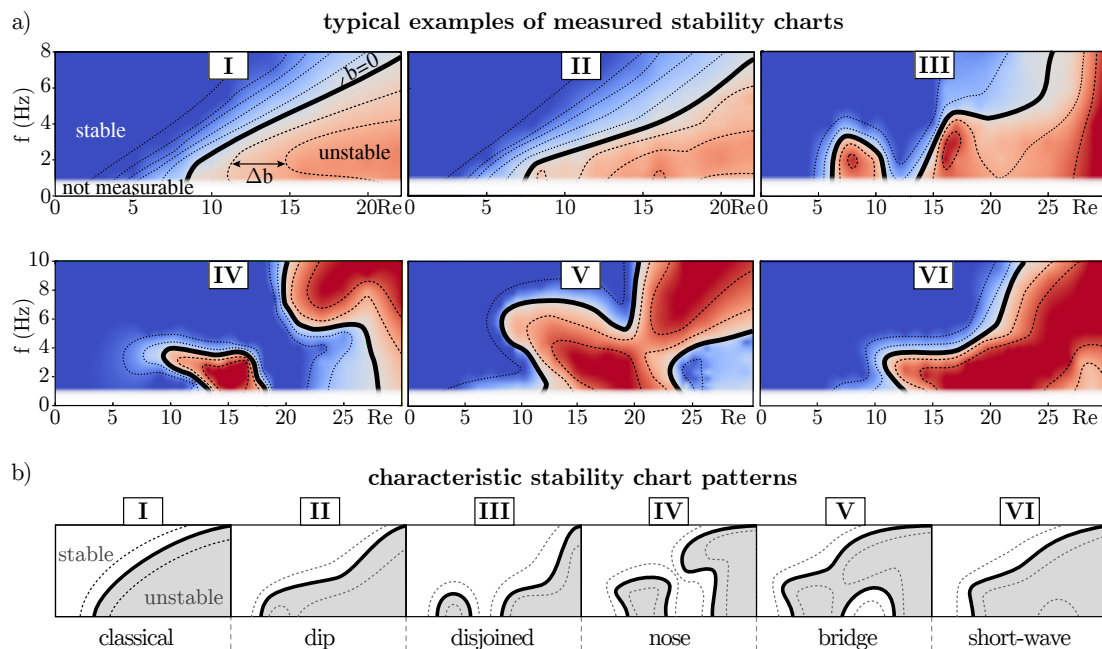 a) typical examples of measured stability charts
I II III
f (Hz)
8
6
4
2
0
stable
b=0
unstable
Δb
not measurable
0 5 10 15 20Re
0 5 10 15 20Re
0 5 10 15 20 25 Re
IV V VI
f (Hz)
10
8
6
4
2
0
0 5 10 15 20 25 Re
0 5 10 15 20 25 Re
0 5 10 15 20 25 Re
b) characteristic stability chart patterns
I II III IV V VI
stable
unstable
classical dip disjoined nose bridge short-wave